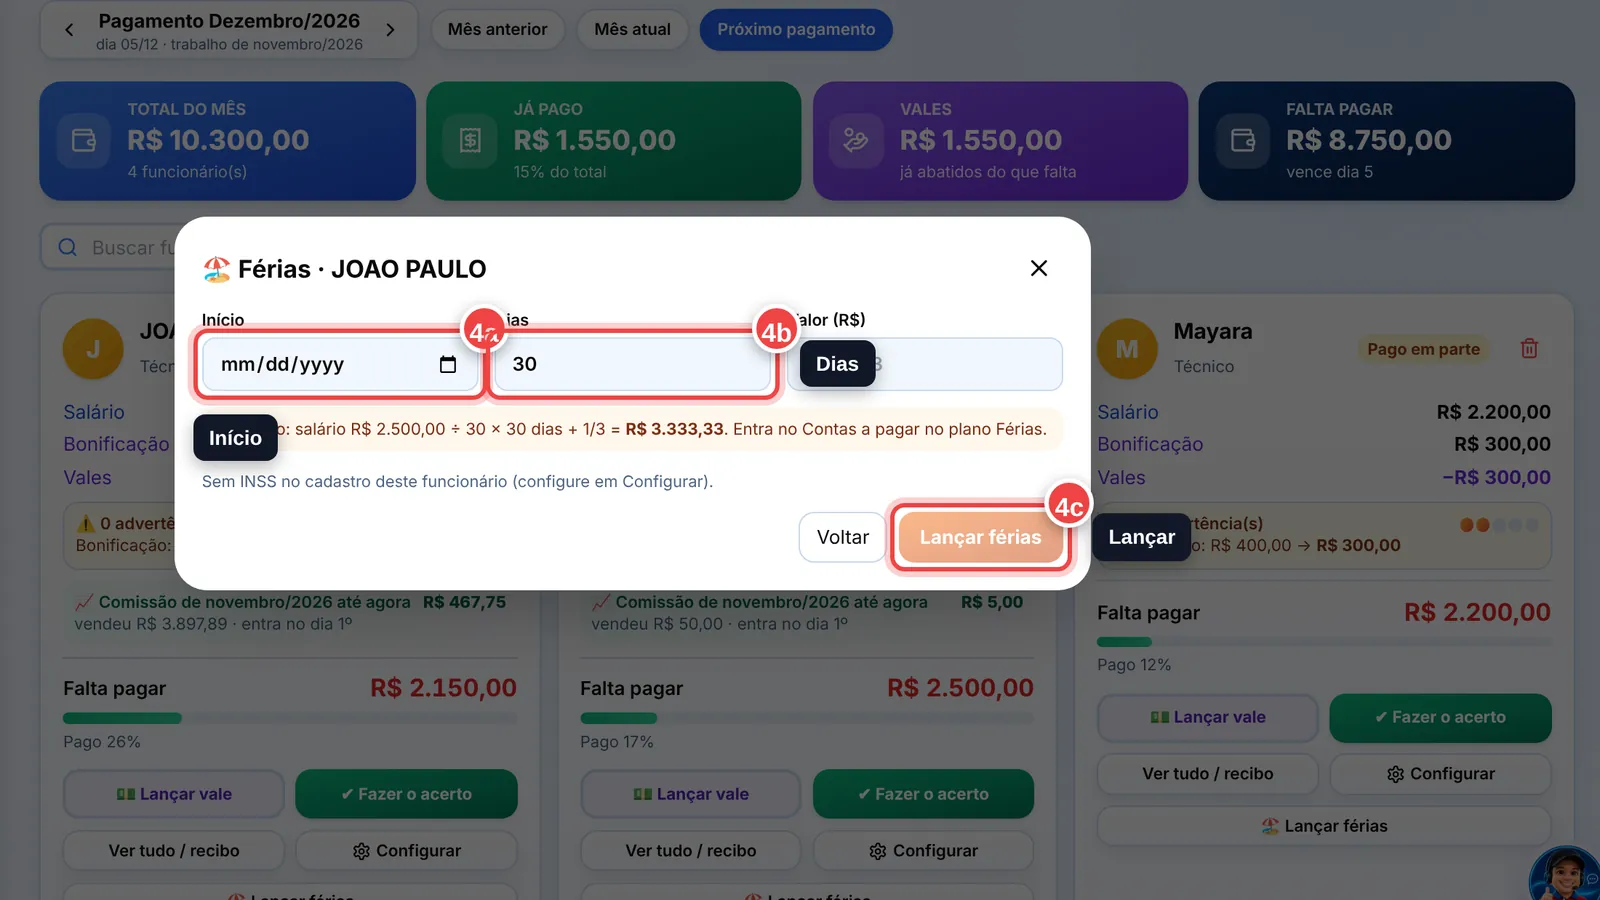 Pagamento Dezembro/2026
dia 05/12 · trabalho de novembro/2026
Mês anterior
Mês atual
Próximo pagamento
TOTAL DO MÊS
R$ 10.300,00
4 funcionário(s)
JÁ PAGO
R$ 1.550,00
15% do total
VALES
R$ 1.550,00
já abatidos do que falta
FALTA PAGAR
R$ 8.750,00
vence dia 5
Buscar
Férias · JOAO PAULO
Início
4a
4b
(R$)
mm/dd/yyyy
30
Dias
Início
salário R$ 2.500,00 ÷ 30 × 30 dias + 1/3 = R$ 3.333,33. Entra no Contas a pagar no plano Férias.
Sem INSS no cadastro deste funcionário (configure em Configurar).
Voltar
Lançar férias
4c
Lançar
J
Salário
Bonificação
Vales
0
Bonificação:
Comissão de novembro/2026 até agora R$ 467,75
vendeu R$ 3.897,89 · entra no dia 1º
Falta pagar R$ 2.150,00
Pago 26%
Lançar vale
✔ Fazer o acerto
Ver tudo / recibo
Configurar
Lançar férias
Comissão de novembro/2026 até agora R$ 5,00
vendeu R$ 50,00 · entra no dia 1º
Falta pagar R$ 2.500,00
Pago 17%
Lançar vale
✔ Fazer o acerto
Ver tudo / recibo
Configurar
Lançar férias
M
Mayara
Técnico
Pago em parte
Salário R$ 2.200,00
Bonificação R$ 300,00
Vales −R$ 300,00
R$ 400,00 → R$ 300,00
Falta pagar R$ 2.200,00
Pago 12%
Lançar vale
✔ Fazer o acerto
Ver tudo / recibo
Configurar
Lançar férias